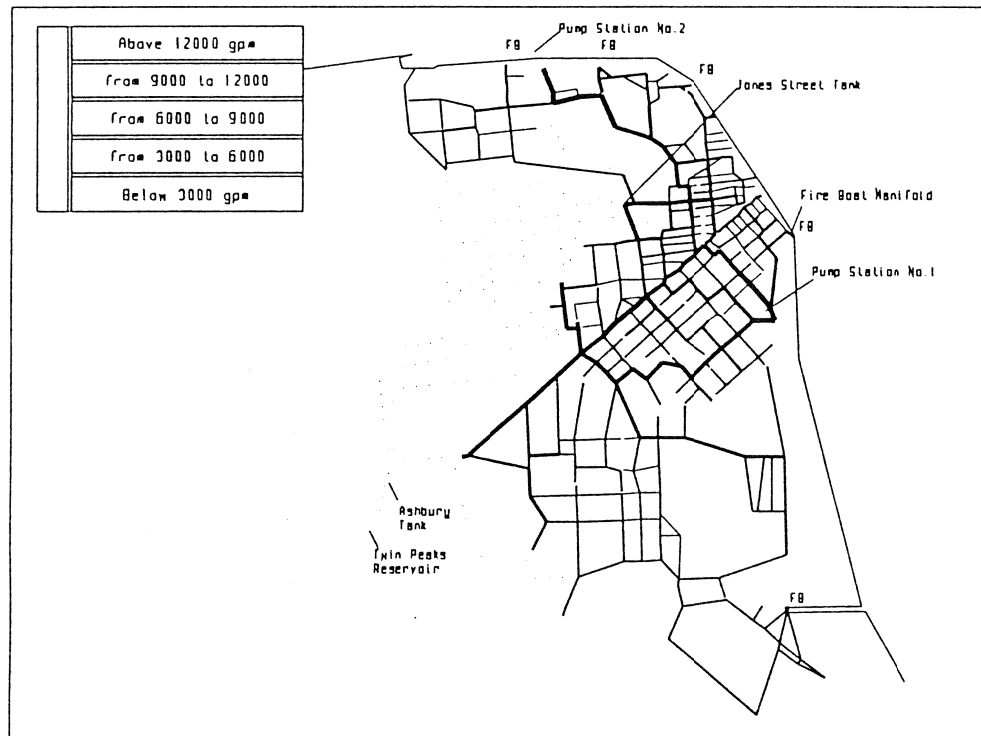 Above 12000 gpm
from 9000 to 12000
from 6000 to 9000
from 3000 to 6000
Below 3000 gpm
Pump Station No.2
FB
FB
FB
Jones Street Tank
Fire Boat Manifold
FB
Pump Station No.1
Ashbury
Tank
Twin Peaks
Reservoir
FB